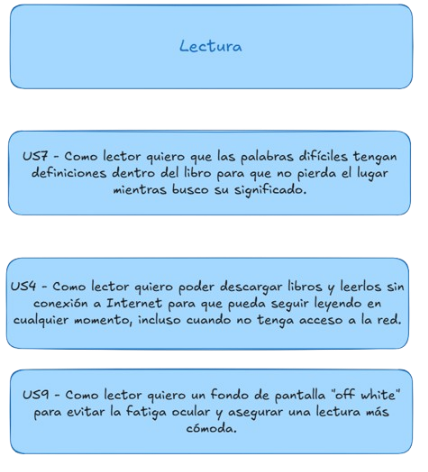 Lectura
US7 - Como lector quiero que las palabras difíciles tengan
definiciones dentro del libro para que no pierda el lugar
mientras busco su significado.
US4 - Como lector quiero poder descargar libros y leerlos sin
conexión a Internet para que pueda seguir leyendo en
cualquier momento, incluso cuando no tenga acceso a la red.
US9 - Como lector quiero un fondo de pantalla "off white"
para evitar la fatiga ocular y asegurar una lectura más
cómoda.